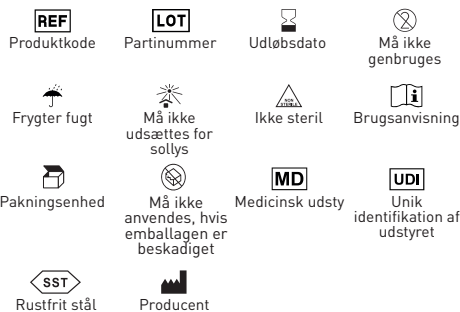 REF
LOT
Produktkode
Partinummer
Udløbsdato
Må ikke
genbruges
2
NON
STERILE
i
Frygter fugt
Må ikke
udsættes for
sollys
Ikke steril
Brugsanvisning
MD
UDI
Pakningsenhed
Må ikke
anvendes, hvis
emballagen er
beskadiget
Medicinsk udsty
Unik
identifikation af
udstyret
SST
Rustfrit stål
Producent